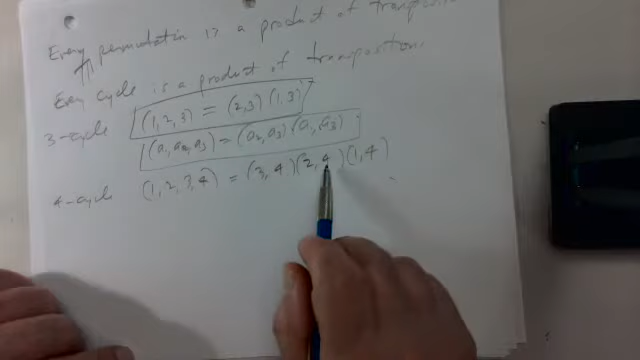 Every permutation is a product of transpositions
Every cycle is a product of transpositions.
3-cycle (1,2,3) = (2,3)(1,3)
(a₁,a₂,a₃) = (a₂,a₃)(a₁,a₃)
4-cycle (1,2,3,4) = (3,4)(2,4)(1,4)